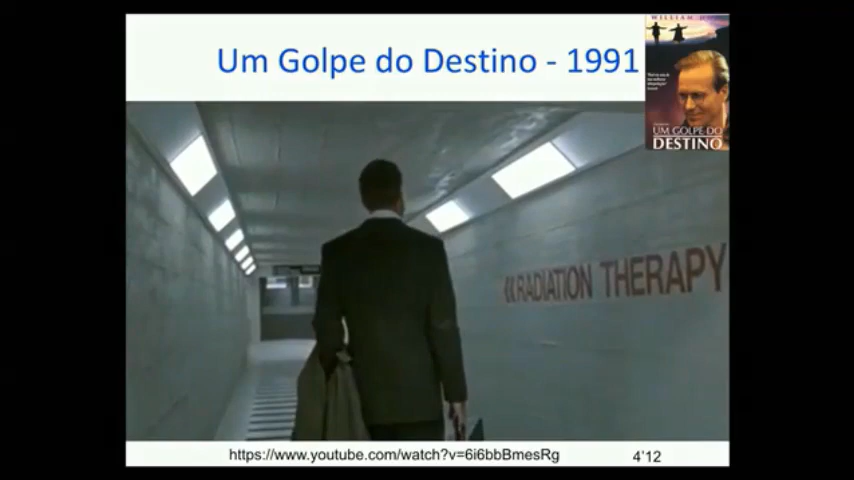 Um Golpe do Destino - 1991
UM GOLPE DO
DESTINO
«RADIATION THERAPY
https://www.youtube.com/watch?v=6i6bbBmesRg
4'12